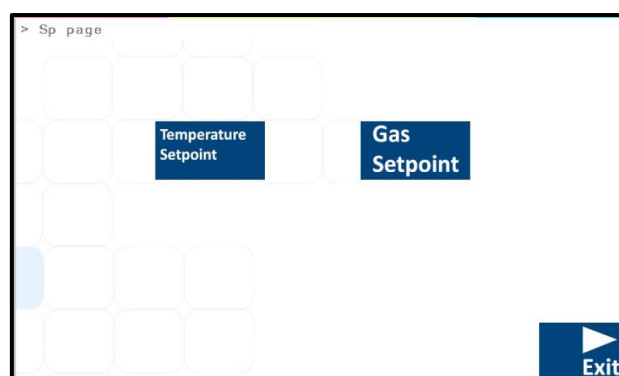 > Sp page
Temperature
Setpoint
Gas
Setpoint
Exit